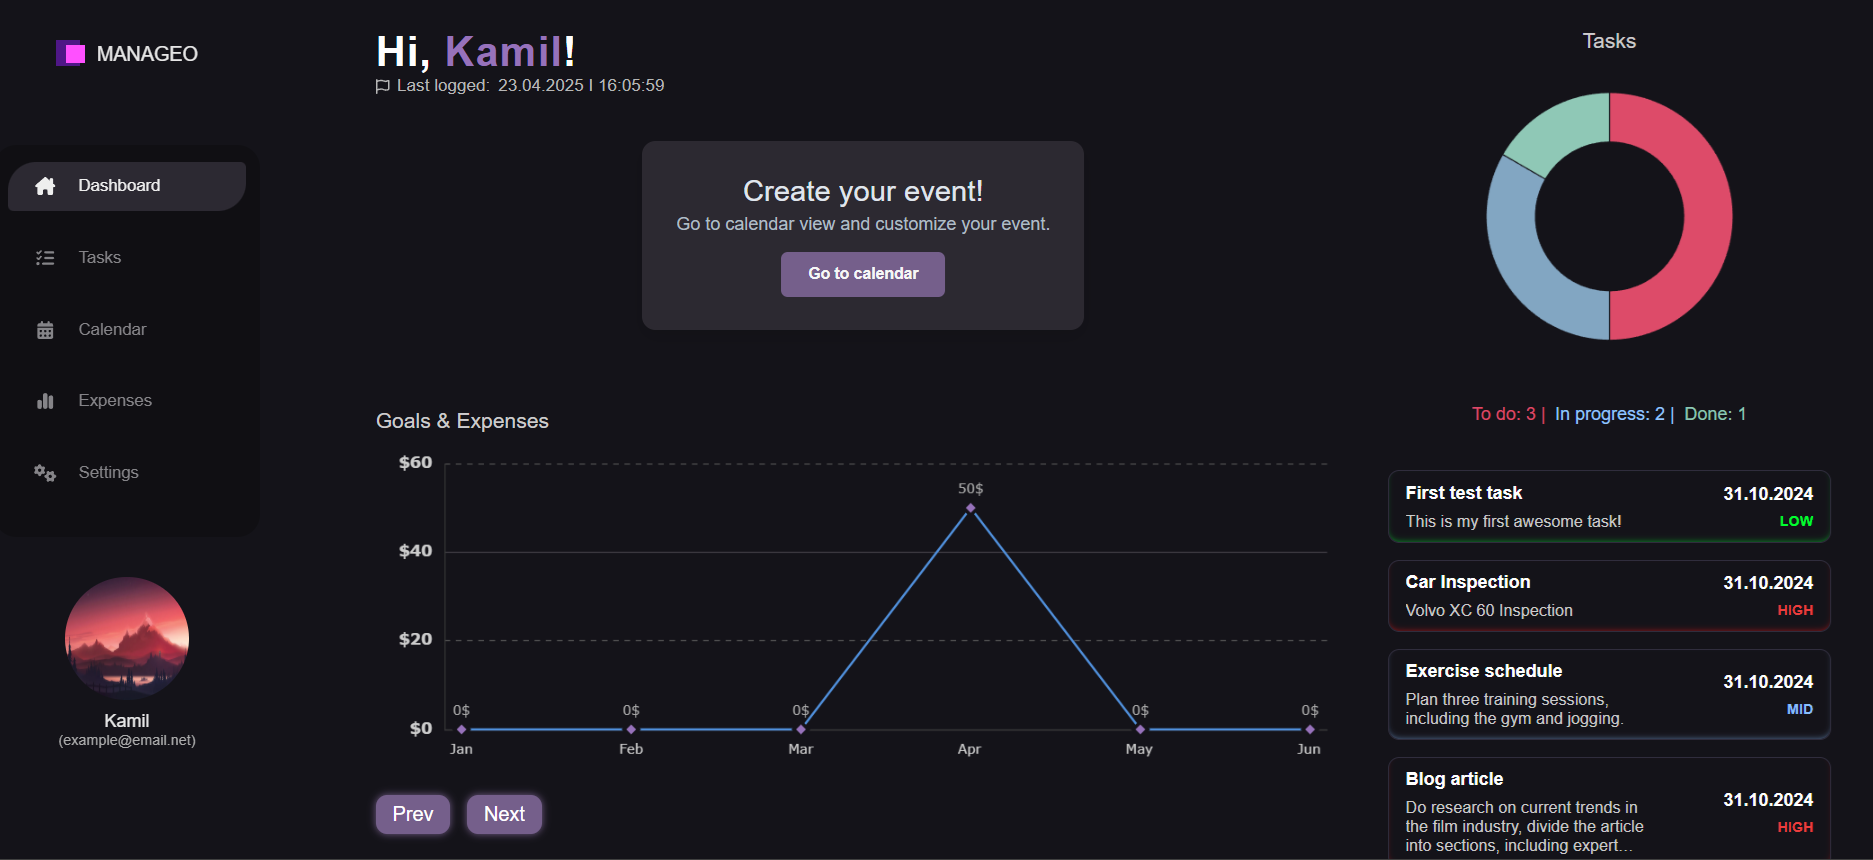 MANAGEO
Dashboard
Tasks
Calendar
Expenses
Settings
Kamil
(example@email.net)
Hi, Kamil!
Last logged: 23.04.2025 I 16:05:59
Create your event!
Go to calendar view and customize your event.
Go to calendar
Goals & Expenses
$60
$40
$20
$0
0$
0$
0$
50$
0$
0$
Jan
Feb
Mar
Apr
May
Jun
Prev
Next
Tasks
To do: 3 | In progress: 2 | Done: 1
First test task
31.10.2024
This is my first awesome task!
LOW
Car Inspection
31.10.2024
Volvo XC 60 Inspection
HIGH
Exercise schedule
31.10.2024
Plan three training sessions,
including the gym and jogging.
MID
Blog article
31.10.2024
Do research on current trends in
the film industry, divide the article
into sections, including expert...
HIGH